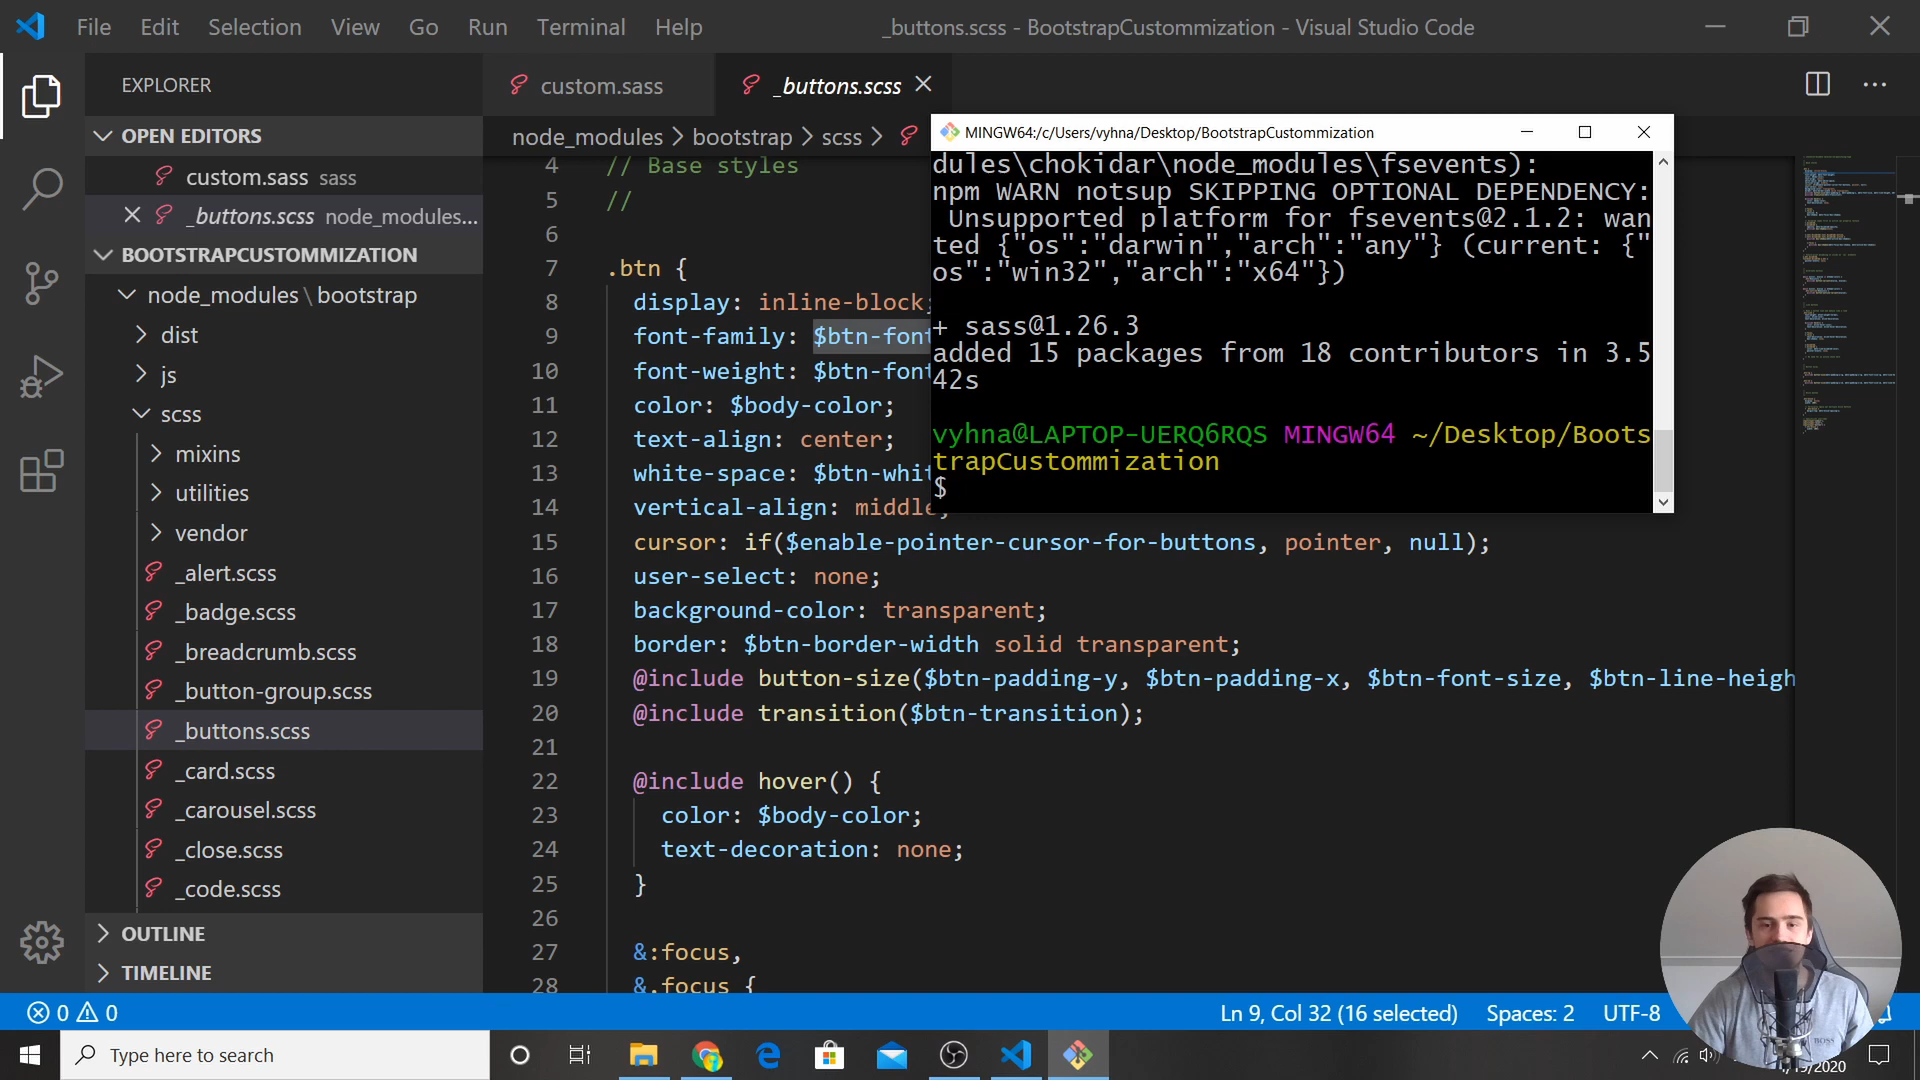 File Edit Selection View Go Run Terminal Help
_buttons.scss - BootstrapCustommization - Visual Studio Code
EXPLORER
OPEN EDITORS
custom.sass sass
_buttons.scss node_modules...
BOOTSTRAPCUSTOMMIZATION
node_modules\bootstrap
dist
js
scss
mixins
utilities
vendor
_alert.scss
_badge.scss
_breadcrumb.scss
_button-group.scss
_buttons.scss
_card.scss
_carousel.scss
_close.scss
_code.scss
OUTLINE
TIMELINE
custom.sass
_buttons.scss
node_modules > bootstrap > scss >
4 // Base styles
5 //
6
7 .btn {
8 display: inline-block;
9 font-family: $btn-font
10 font-weight: $btn-font
11 color: $body-color;
12 text-align: center;
13 white-space: $btn-whit
14 vertical-align: middle;
15 cursor: if($enable-pointer-cursor-for-buttons, pointer, null);
16 user-select: none;
17 background-color: transparent;
18 border: $btn-border-width solid transparent;
19 @include button-size($btn-padding-y, $btn-padding-x, $btn-font-size, $btn-line-heigh
20 @include transition($btn-transition);
21
22 @include hover() {
23 color: $body-color;
24 text-decoration: none;
25 }
26
27 &:focus,
28 &.focus {
MINGW64:/c/Users/vyhna/Desktop/BootstrapCustommization
dules\chokidar\node_modules\fsevents):
npm WARN notsup SKIPPING OPTIONAL DEPENDENCY:
Unsupported platform for fsevents@2.1.2: wan
ted {"os":"darwin","arch":"any"} (current: {"
os":"win32","arch":"x64"})
+ sass@1.26.3
added 15 packages from 18 contributors in 3.5
42s
vyhna@LAPTOP-UERQ6RQS MINGW64 ~/Desktop/Boots
trapCustommization
$
0 0
Ln 9, Col 32 (16 selected) Spaces: 2 UTF-8
Type here to search